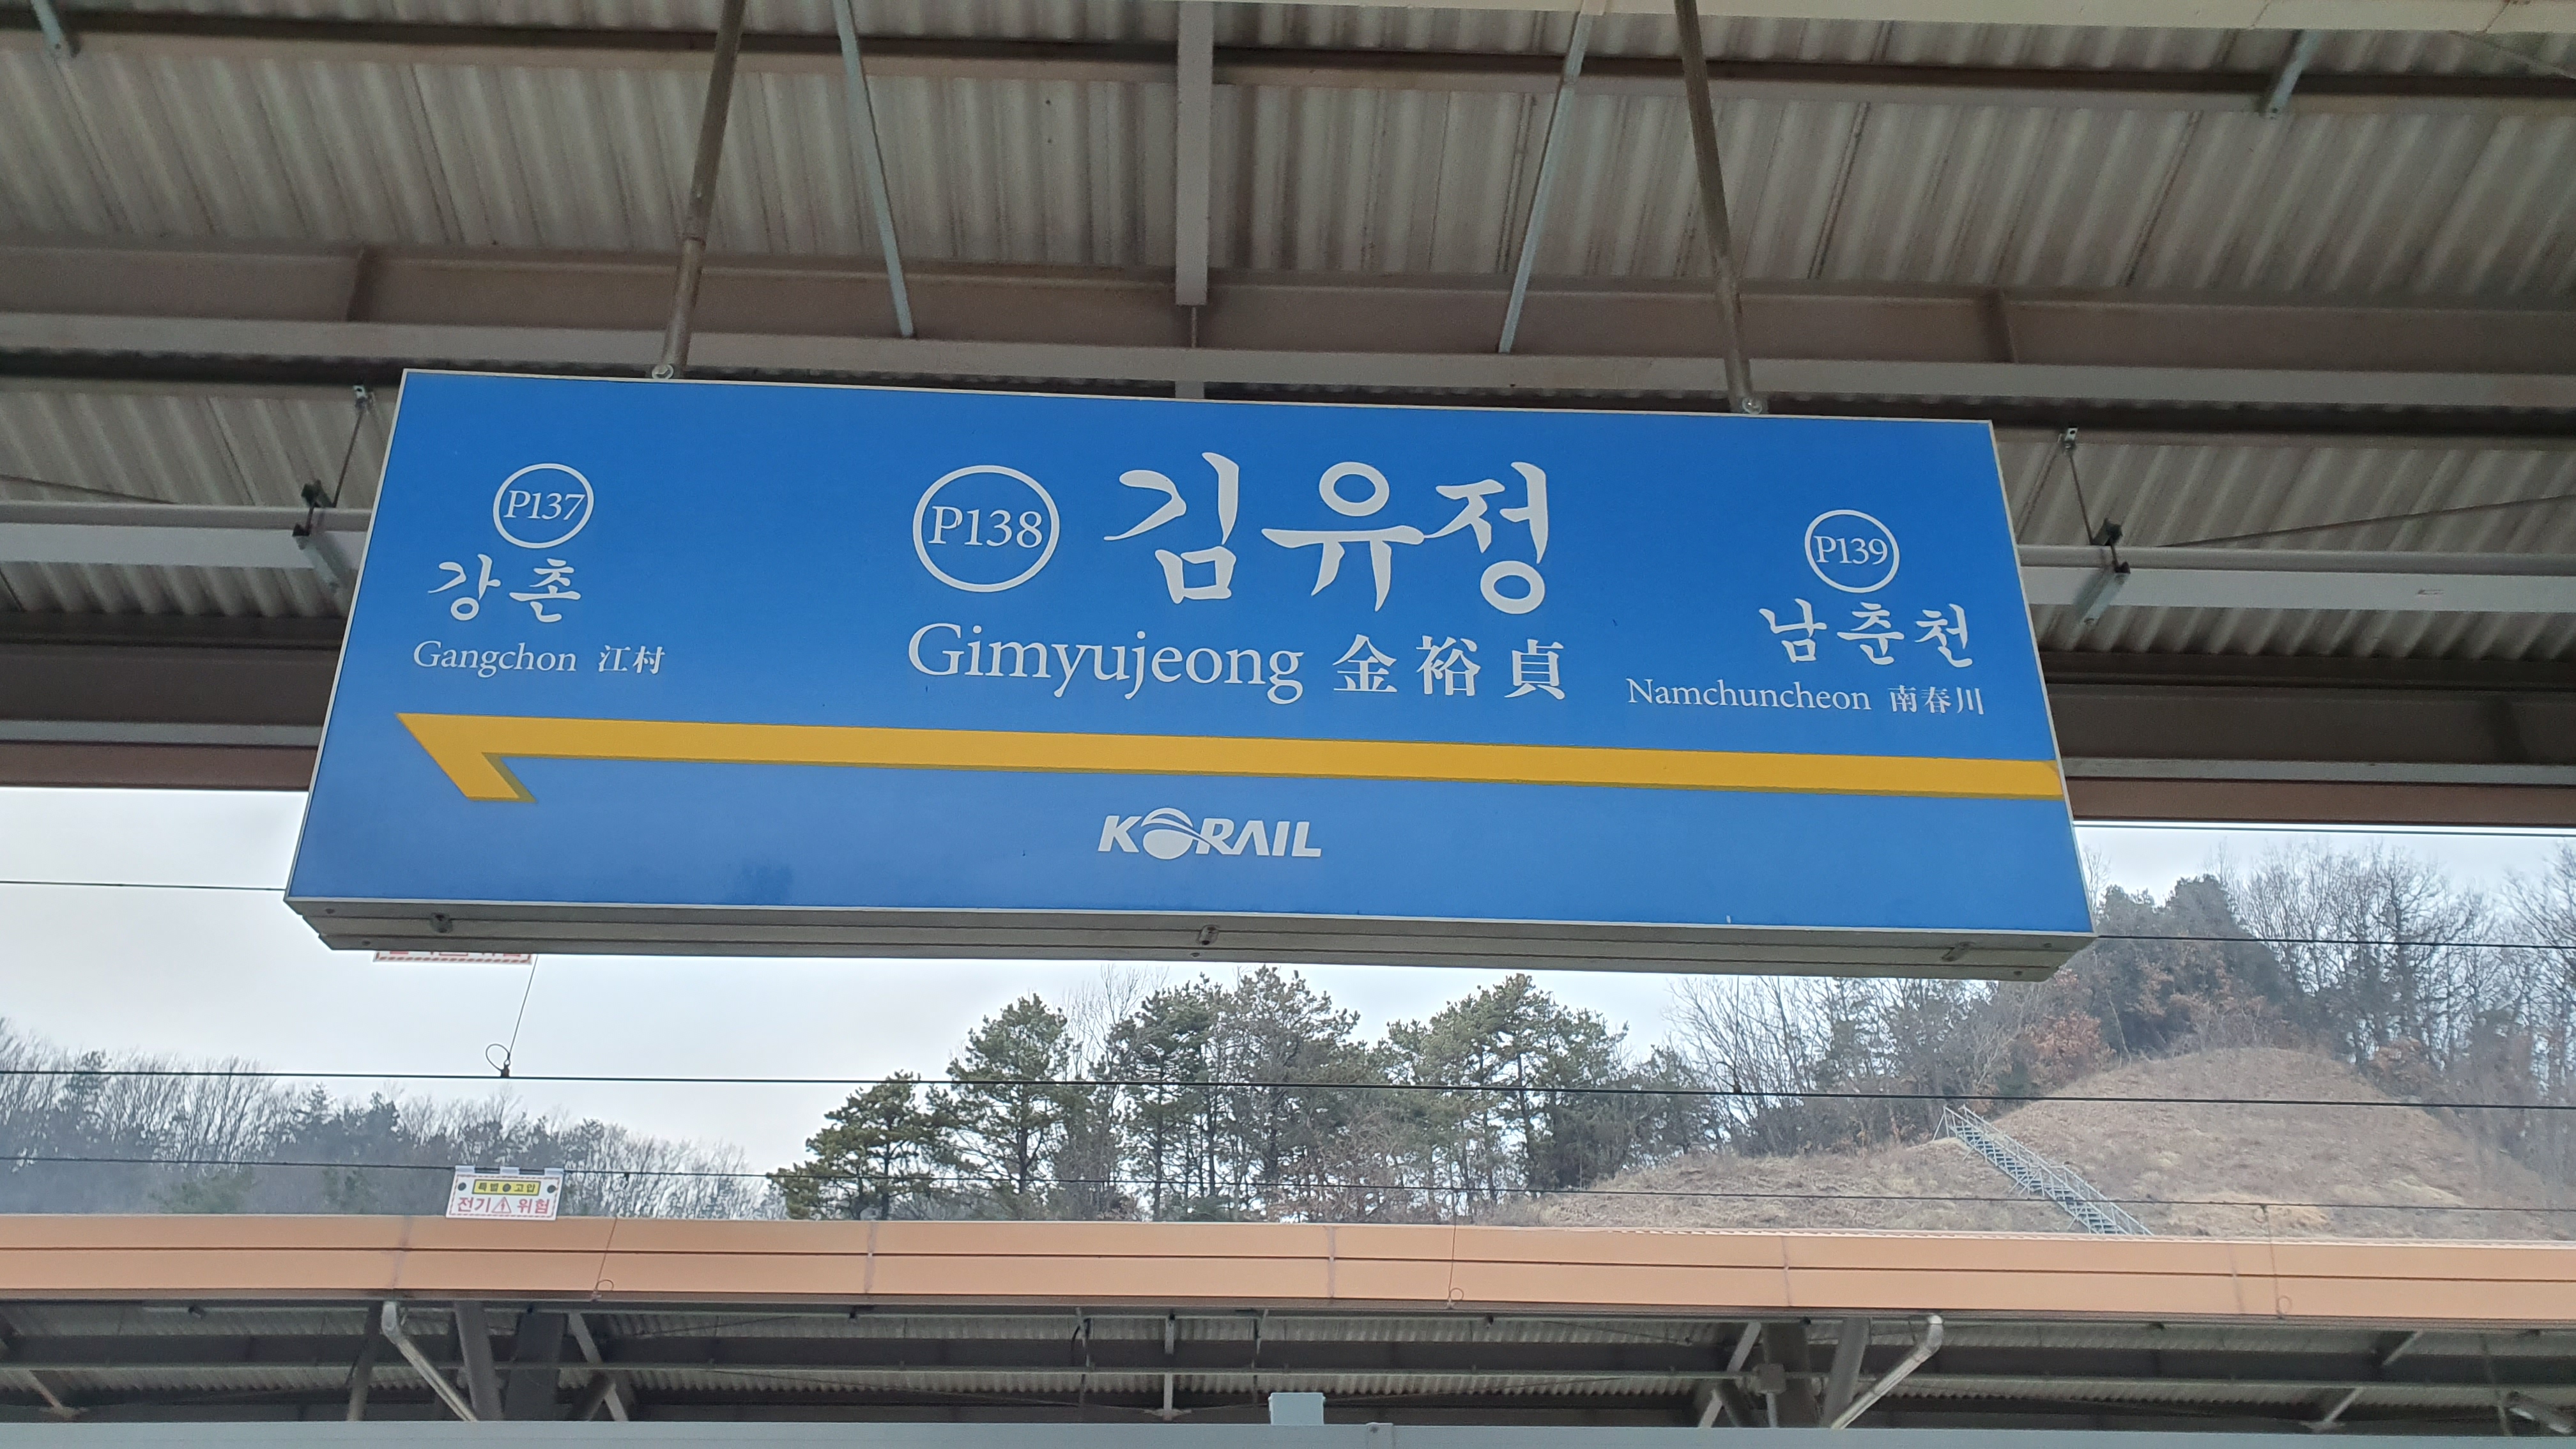 P137
강촌
Gangchon 江村
P138 김유정
Gimyujeong 金裕貞
P139
남춘천
Namchuncheon 南春川
KORAIL
특별고압
전기 위험